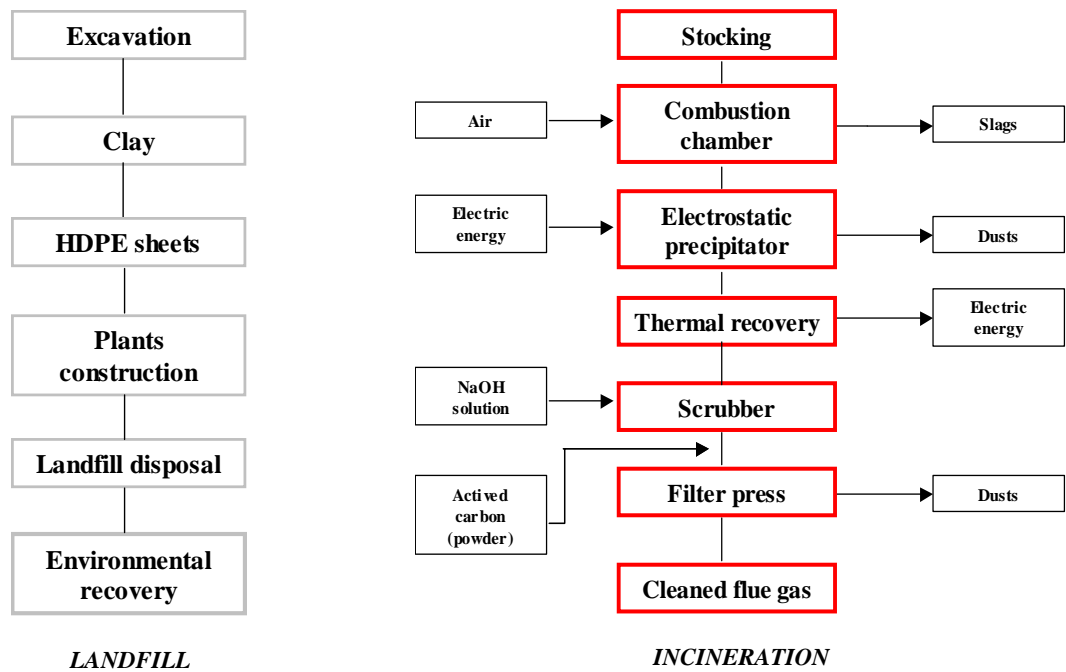 Excavation
Clay
HDPE sheets
Plants
construction
Landfill disposal
Environmental
recovery
LANDFILL
Stocking
Air
Combustion
chamber
Slags
Electric
energy
Electrostatic
precipitator
Dusts
Thermal recovery
Electric
energy
NaOH
solution
Scrubber
Actived
carbon
(powder)
Filter press
Dusts
Cleaned flue gas
INCINERATION